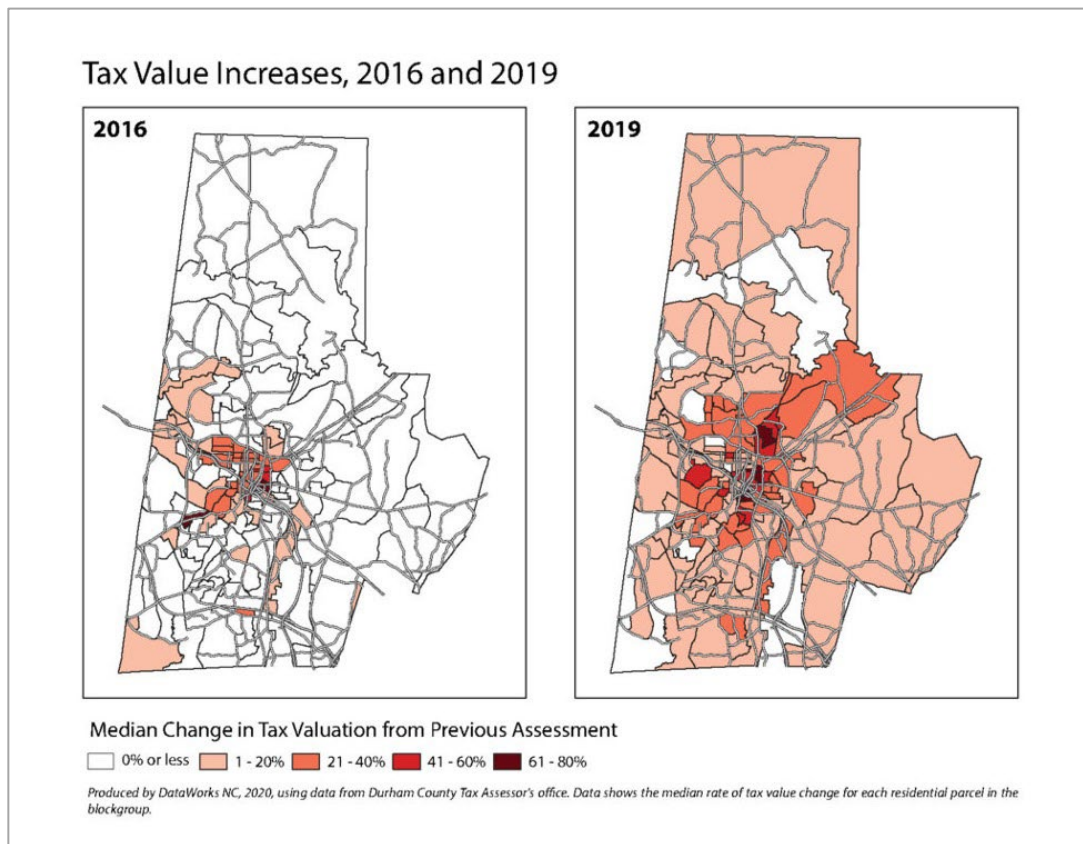 Tax Value Increases, 2016 and 2019
2016
2019
Median Change in Tax Valuation from Previous Assessment
0% or less 1 - 20% 21 - 40% 41 - 60% 61 - 80%
Produced by DataWorks NC, 2020, using data from Durham County Tax Assessor's office. Data shows the median rate of tax value change for each residential parcel in the
blockgroup.